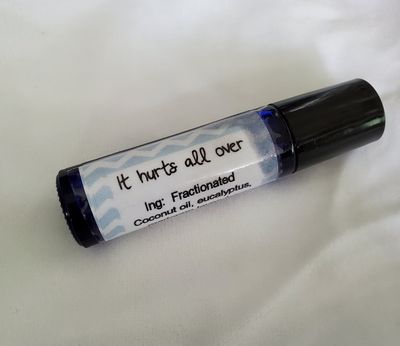 It hurts all over
Ing: Fractionated
Coconut oil, eucalyptus,